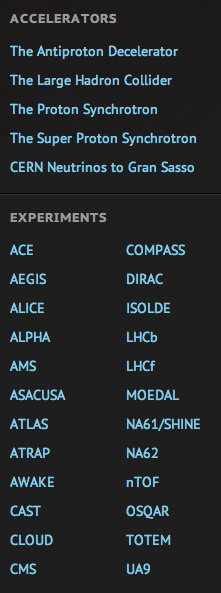 ACCELERATORS
The Antiproton Decelerator
The Large Hadron Collider
The Proton Synchrotron
The Super Proton Synchrotron
CERN Neutrinos to Gran Sasso
EXPERIMENTS
ACE
AEGIS
ALICE
ALPHA
AMS
ASACUSA
ATLAS
ATRAP
AWAKE
CAST
CLOUD
CMS
COMPASS
DIRAC
ISOLDE
LHCb
LHCf
MOEDAL
NA61/SHINE
NA62
nTOF
OSQAR
TOTEM
UA9